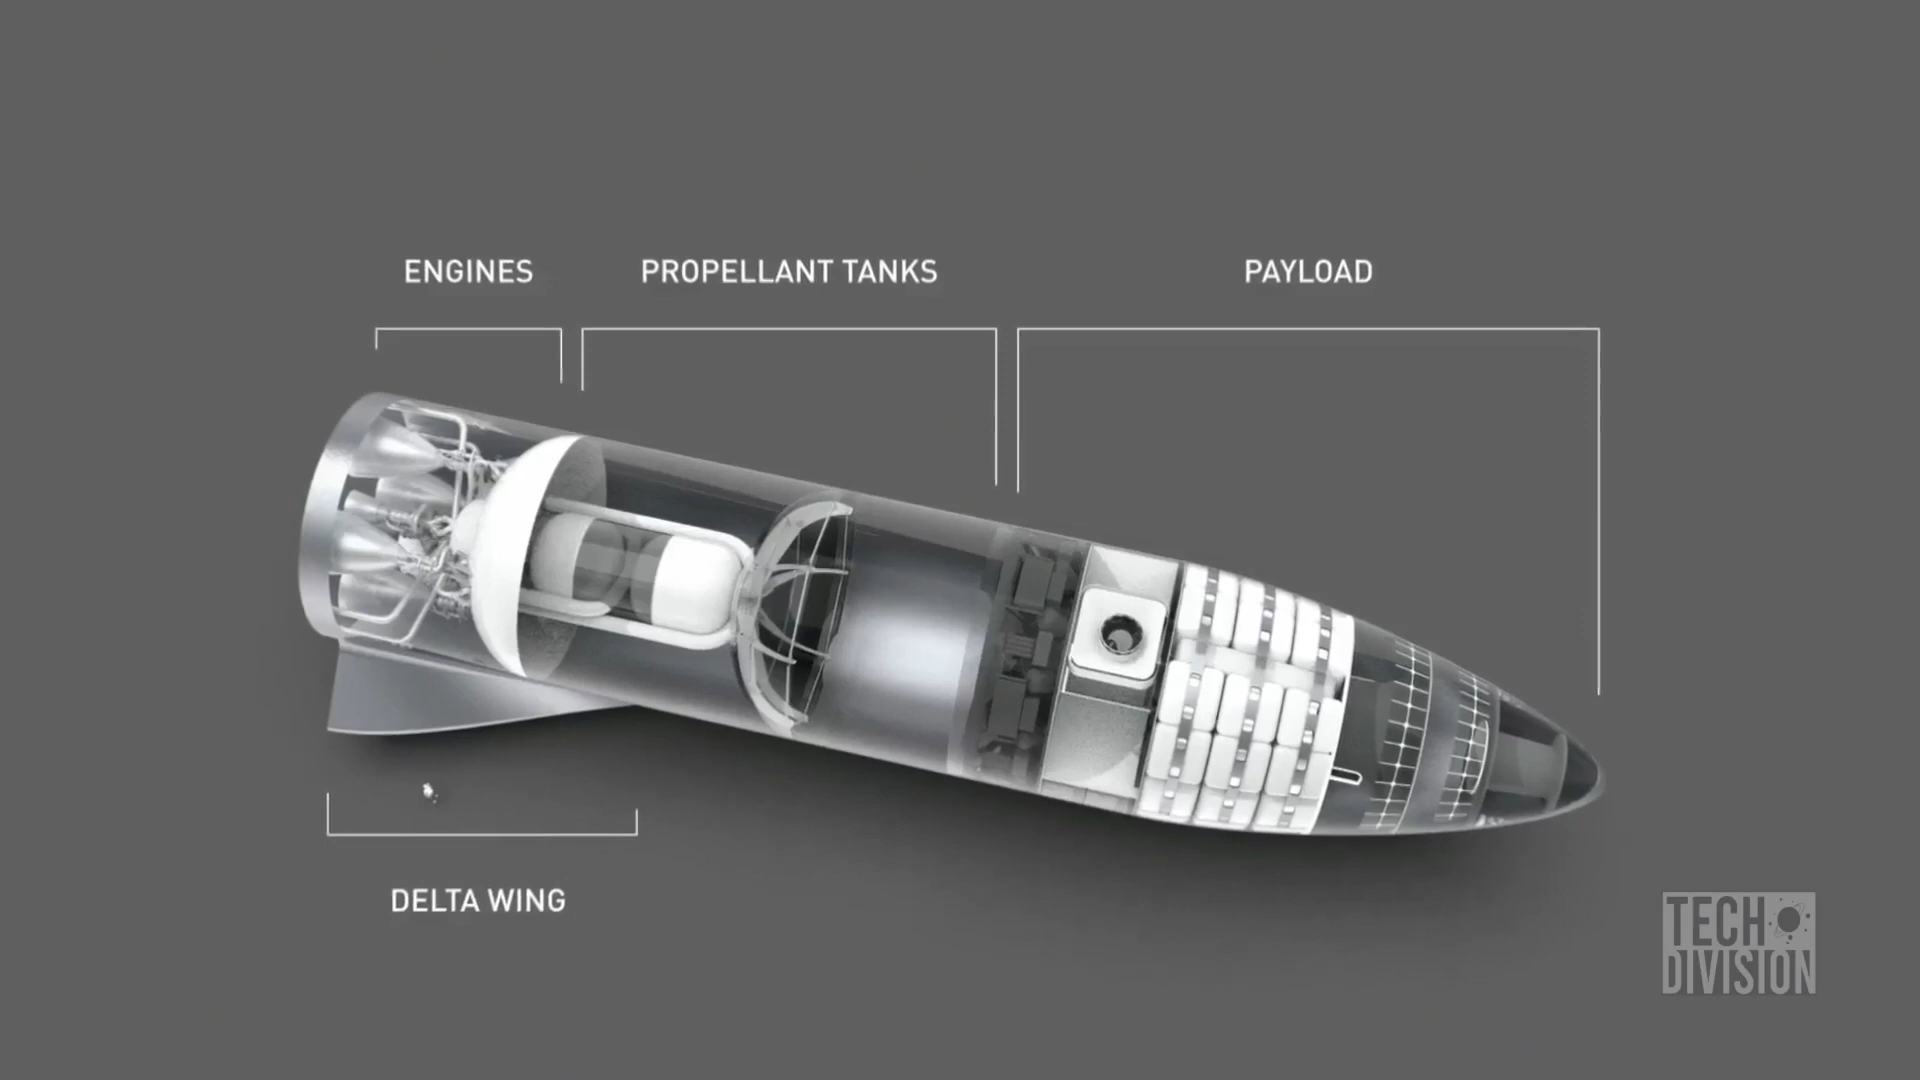 ENGINES
PROPELLANT TANKS
PAYLOAD
DELTA WING
TECH
DIVISION